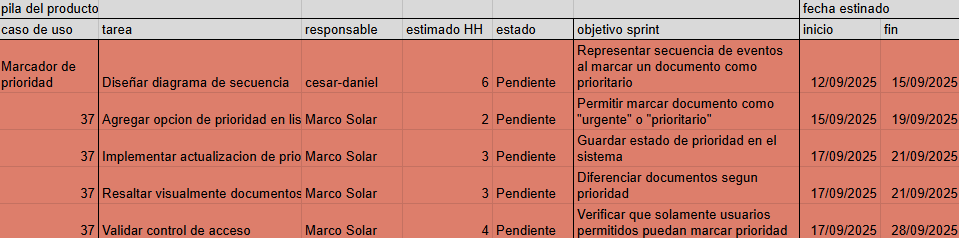 pila del producto fecha estinado
caso de uso tarea responsable estimado HH estado objetivo sprint inicio fin
Marcador de prioridad Diseñar diagrama de secuencia cesar-daniel 6 Pendiente Representar secuencia de eventos al marcar un documento como prioritario 12/09/2025 15/09/2025
37 Agregar opcion de prioridad en lis Marco Solar 2 Pendiente Permitir marcar documento como "urgente" o "prioritario" 15/09/2025 19/09/2025
37 Implementar actualizacion de prio Marco Solar 3 Pendiente Guardar estado de prioridad en el sistema 17/09/2025 21/09/2025
37 Resaltar visualmente documentos Marco Solar 3 Pendiente Diferenciar documentos segun prioridad 17/09/2025 21/09/2025
37 Validar control de acceso Marco Solar 4 Pendiente Verificar que solamente usuarios permitidos puedan marcar prioridad 17/09/2025 28/09/2025